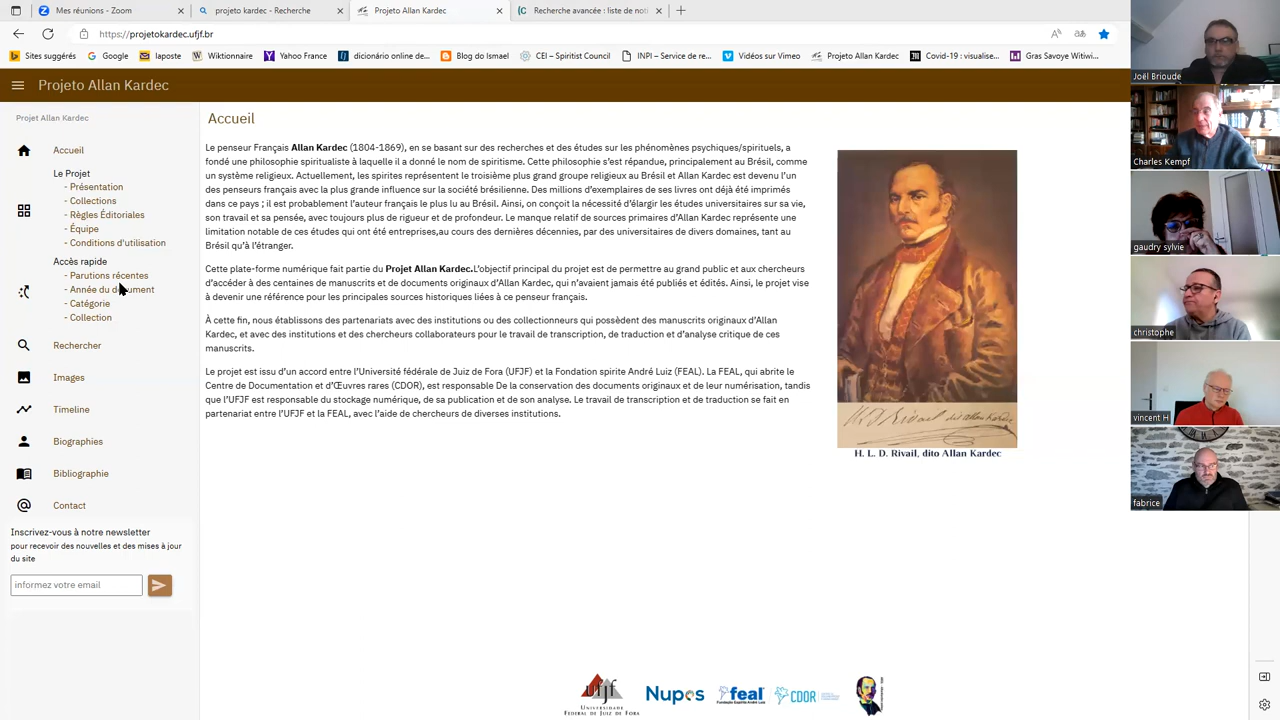 Mes réunions - Zoom
projeto kardec - Recherche
Projeto Allan Kardec
Recherche avancée : liste de noti
https://projetokardec.ufjf.br
Sites suggérés
Google
laposte
Wiktionnaire
Yahoo France
dicionário online de...
Blog do Ismael
CEI – Spiritist Council
INPI – Service de re...
Vidéos sur Vimeo
Projeto Allan Kardec
Covid-19 : visualise...
Gras Savoye Witiwi...
Projeto Allan Kardec
Projet Allan Kardec
Accueil
Le Projet
- Présentation
- Collections
- Règles Éditoriales
- Équipe
- Conditions d'utilisation
Accès rapide
- Parutions récentes
- Année du document
- Catégorie
- Collection
Rechercher
Images
Timeline
Biographies
Bibliographie
Contact
Inscrivez-vous à notre newsletter
pour recevoir des nouvelles et des mises à jour
du site
informez votre email
Accueil
Le penseur Français Allan Kardec (1804-1869), en se basant sur des recherches et des études sur les phénomènes psychiques/spirituels, a
fondé une philosophie spiritualiste à laquelle il a donné le nom de spiritisme. Cette philosophie s'est répandue, principalement au Brésil, comme
un système religieux. Actuellement, les spirites représentent le troisième plus grand groupe religieux au Brésil et Allan Kardec est devenu l'un
des penseurs français avec la plus grande influence sur la société brésilienne. Des millions d'exemplaires de ses livres ont déjà été imprimés
dans ce pays ; il est probablement l'auteur français le plus lu au Brésil. Ainsi, on conçoit la nécessité d'élargir les études universitaires sur sa vie,
son travail et sa pensée, avec toujours plus de rigueur et de profondeur. Le manque relatif de sources primaires d'Allan Kardec représente une
limitation notable de ces études qui ont été entreprises,au cours des dernières décennies, par des universitaires de divers domaines, tant au
Brésil qu'à l'étranger.
Cette plate-forme numérique fait partie du Projet Allan Kardec.L'objectif principal du projet est de permettre au grand public et aux chercheurs
d'accéder à des centaines de manuscrits et de documents originaux d'Allan Kardec, qui n'avaient jamais été publiés et édités. Ainsi, le projet vise
à devenir une référence pour les principales sources historiques liées à ce penseur français.
À cette fin, nous établissons des partenariats avec des institutions ou des collectionneurs qui possèdent des manuscrits originaux d'Allan
Kardec, et avec des institutions et des chercheurs collaborateurs pour le travail de transcription, de traduction et d'analyse critique de ces
manuscrits.
Le projet est issu d'un accord entre l'Université fédérale de Juiz de Fora (UFJF) et la Fondation spirite André Luiz (FEAL). La FEAL, qui abrite le
Centre de Documentation et d'Œuvres rares (CDOR), est responsable De la conservation des documents originaux et de leur numérisation, tandis
que l'UFJF est responsable du stockage numérique, de sa publication et de son analyse. Le travail de transcription et de traduction se fait en
partenariat entre l'UFJF et la FEAL, avec l'aide de chercheurs de diverses institutions.
H. L. D. Rivail dit Allan Kardec
H. L. D. Rivail, dito Allan Kardec
ufjf
Universidade
Federal de Juiz de Fora
Nupes
feal
Fundação Espírita André Luiz
CDOR
Joël Brioude
Charles Kempf
gaudry sylvie
christophe
vincent H
fabrice